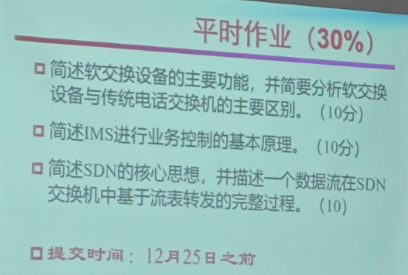 平时作业（30%）
简述软交换设备的主要功能，并简要分析软交换
设备与传统电话交换机的主要区别。（10分）
简述IMS进行业务控制的基本原理。（10分）
简述SDN的核心思想，并描述一个数据流在SDN
交换机中基于流表转发的完整过程。（10）
提交时间：12月25日之前